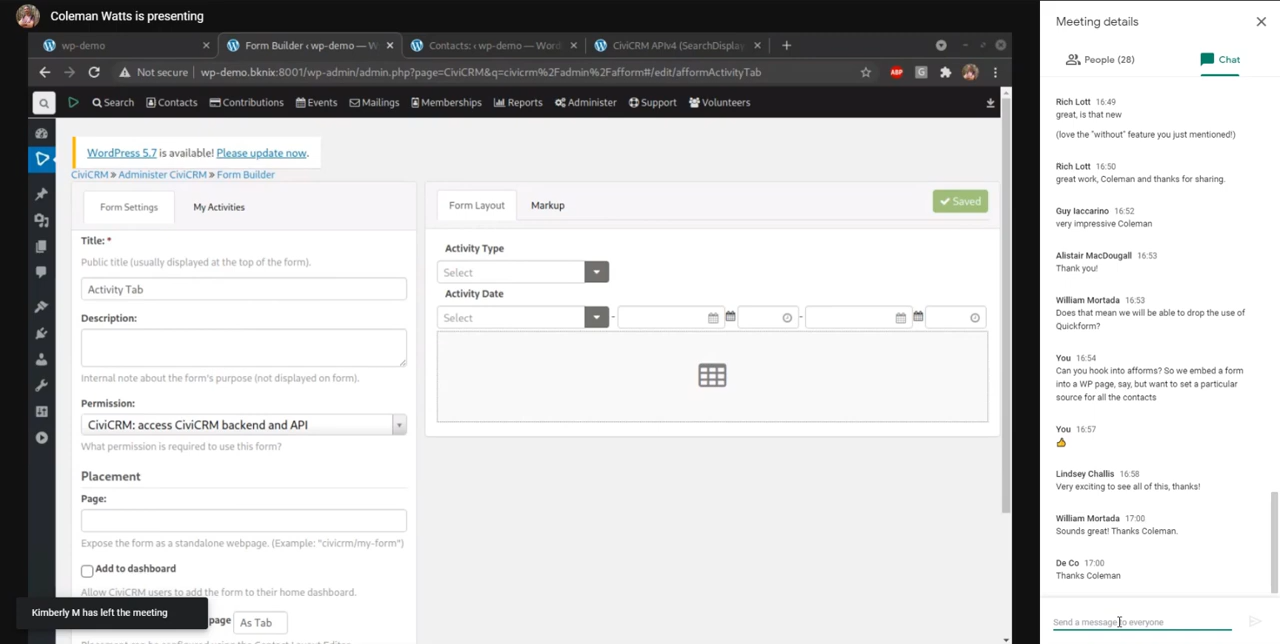 Coleman Watts is presenting
wp-demo
Form Builder ‹ wp-demo — W
Contacts: ‹ wp-demo — Word
CiviCRM APIv4 (SearchDispla
Not secure
wp-demo.bknix:8001/wp-admin/admin.php?page=CiviCRM&q=civicrm%2Fadmin%2Fafform#/edit/afformActivityTab
ABP
G
Search
Contacts
Contributions
Events
Mailings
Memberships
Reports
Administer
Support
Volunteers
WordPress 5.7 is available! Please update now.
CiviCRM » Administer CiviCRM » Form Builder
Form Settings
My Activities
Title: *
Public title (usually displayed at the top of the form).
Activity Tab
Description:
Internal note about the form's purpose (not displayed on form).
Permission:
CiviCRM: access CiviCRM backend and API
What permission is required to use this form?
Placement
Page:
Expose the form as a standalone webpage. (Example: "civicrm/my-form")
Add to dashboard
Allow CiviCRM users to add the form to their home dashboard.
page
As Tab
Kimberly M has left the meeting
Form Layout
Markup
Saved
Activity Type
Select
Activity Date
Select
-
-
Meeting details
People (28)
Chat
Rich Lott 16:49
great, is that new
(love the "without" feature you just mentioned!)
Rich Lott 16:50
great work, Coleman and thanks for sharing.
Guy Iaccarino 16:52
very impressive Coleman
Alistair MacDougall 16:53
Thank you!
William Mortada 16:53
Does that mean we will be able to drop the use of
Quickform?
You 16:54
Can you hook into afforms? So we embed a form
into a WP page, say, but want to set a particular
source for all the contacts
You 16:57
👍
Lindsey Challis 16:58
Very exciting to see all of this, thanks!
William Mortada 17:00
Sounds great! Thanks Coleman.
De Co 17:00
Thanks Coleman
Send a message to everyone